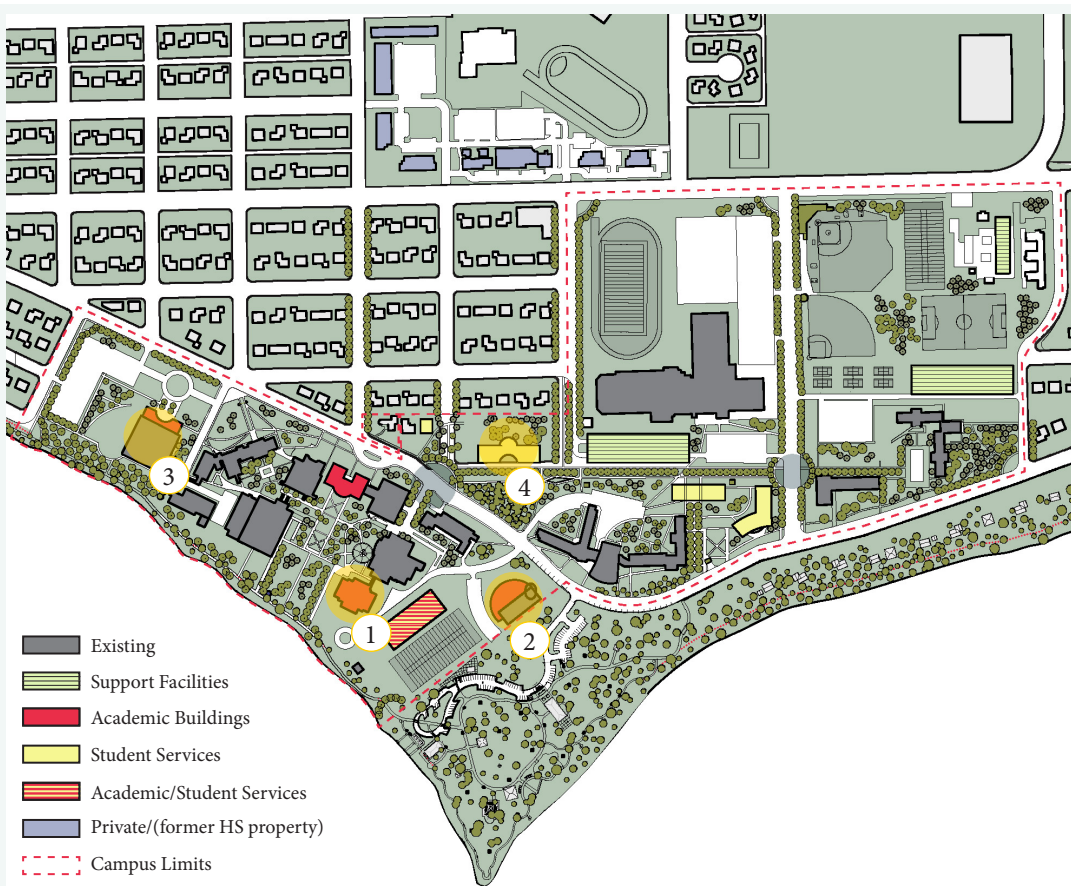 3
4
1
2
Existing
Support Facilities
Academic Buildings
Student Services
Academic/Student Services
Private/(former HS property)
Campus Limits